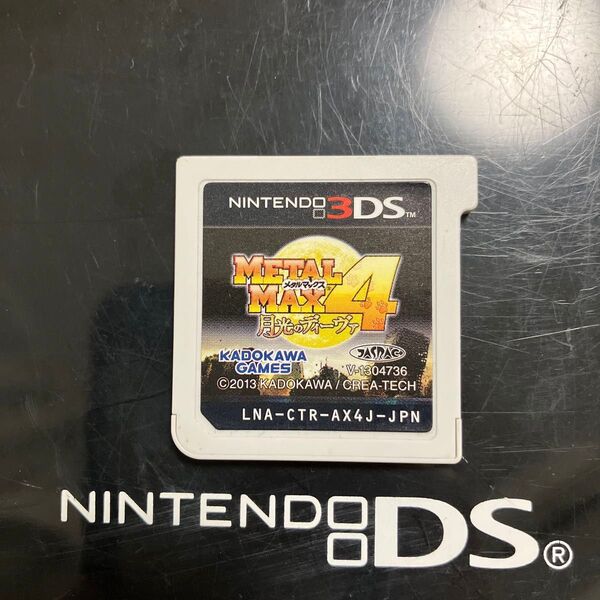 NINTENDO 3DS™
METAL
メタルマックス
MAX 4
月光のディーヴァ
KADOKAWA
GAMES
JASRAC
V-1304736
©2013 KADOKAWA / CREA-TECH
LNA-CTR-AX4J-JPN
NINTENDO DS®